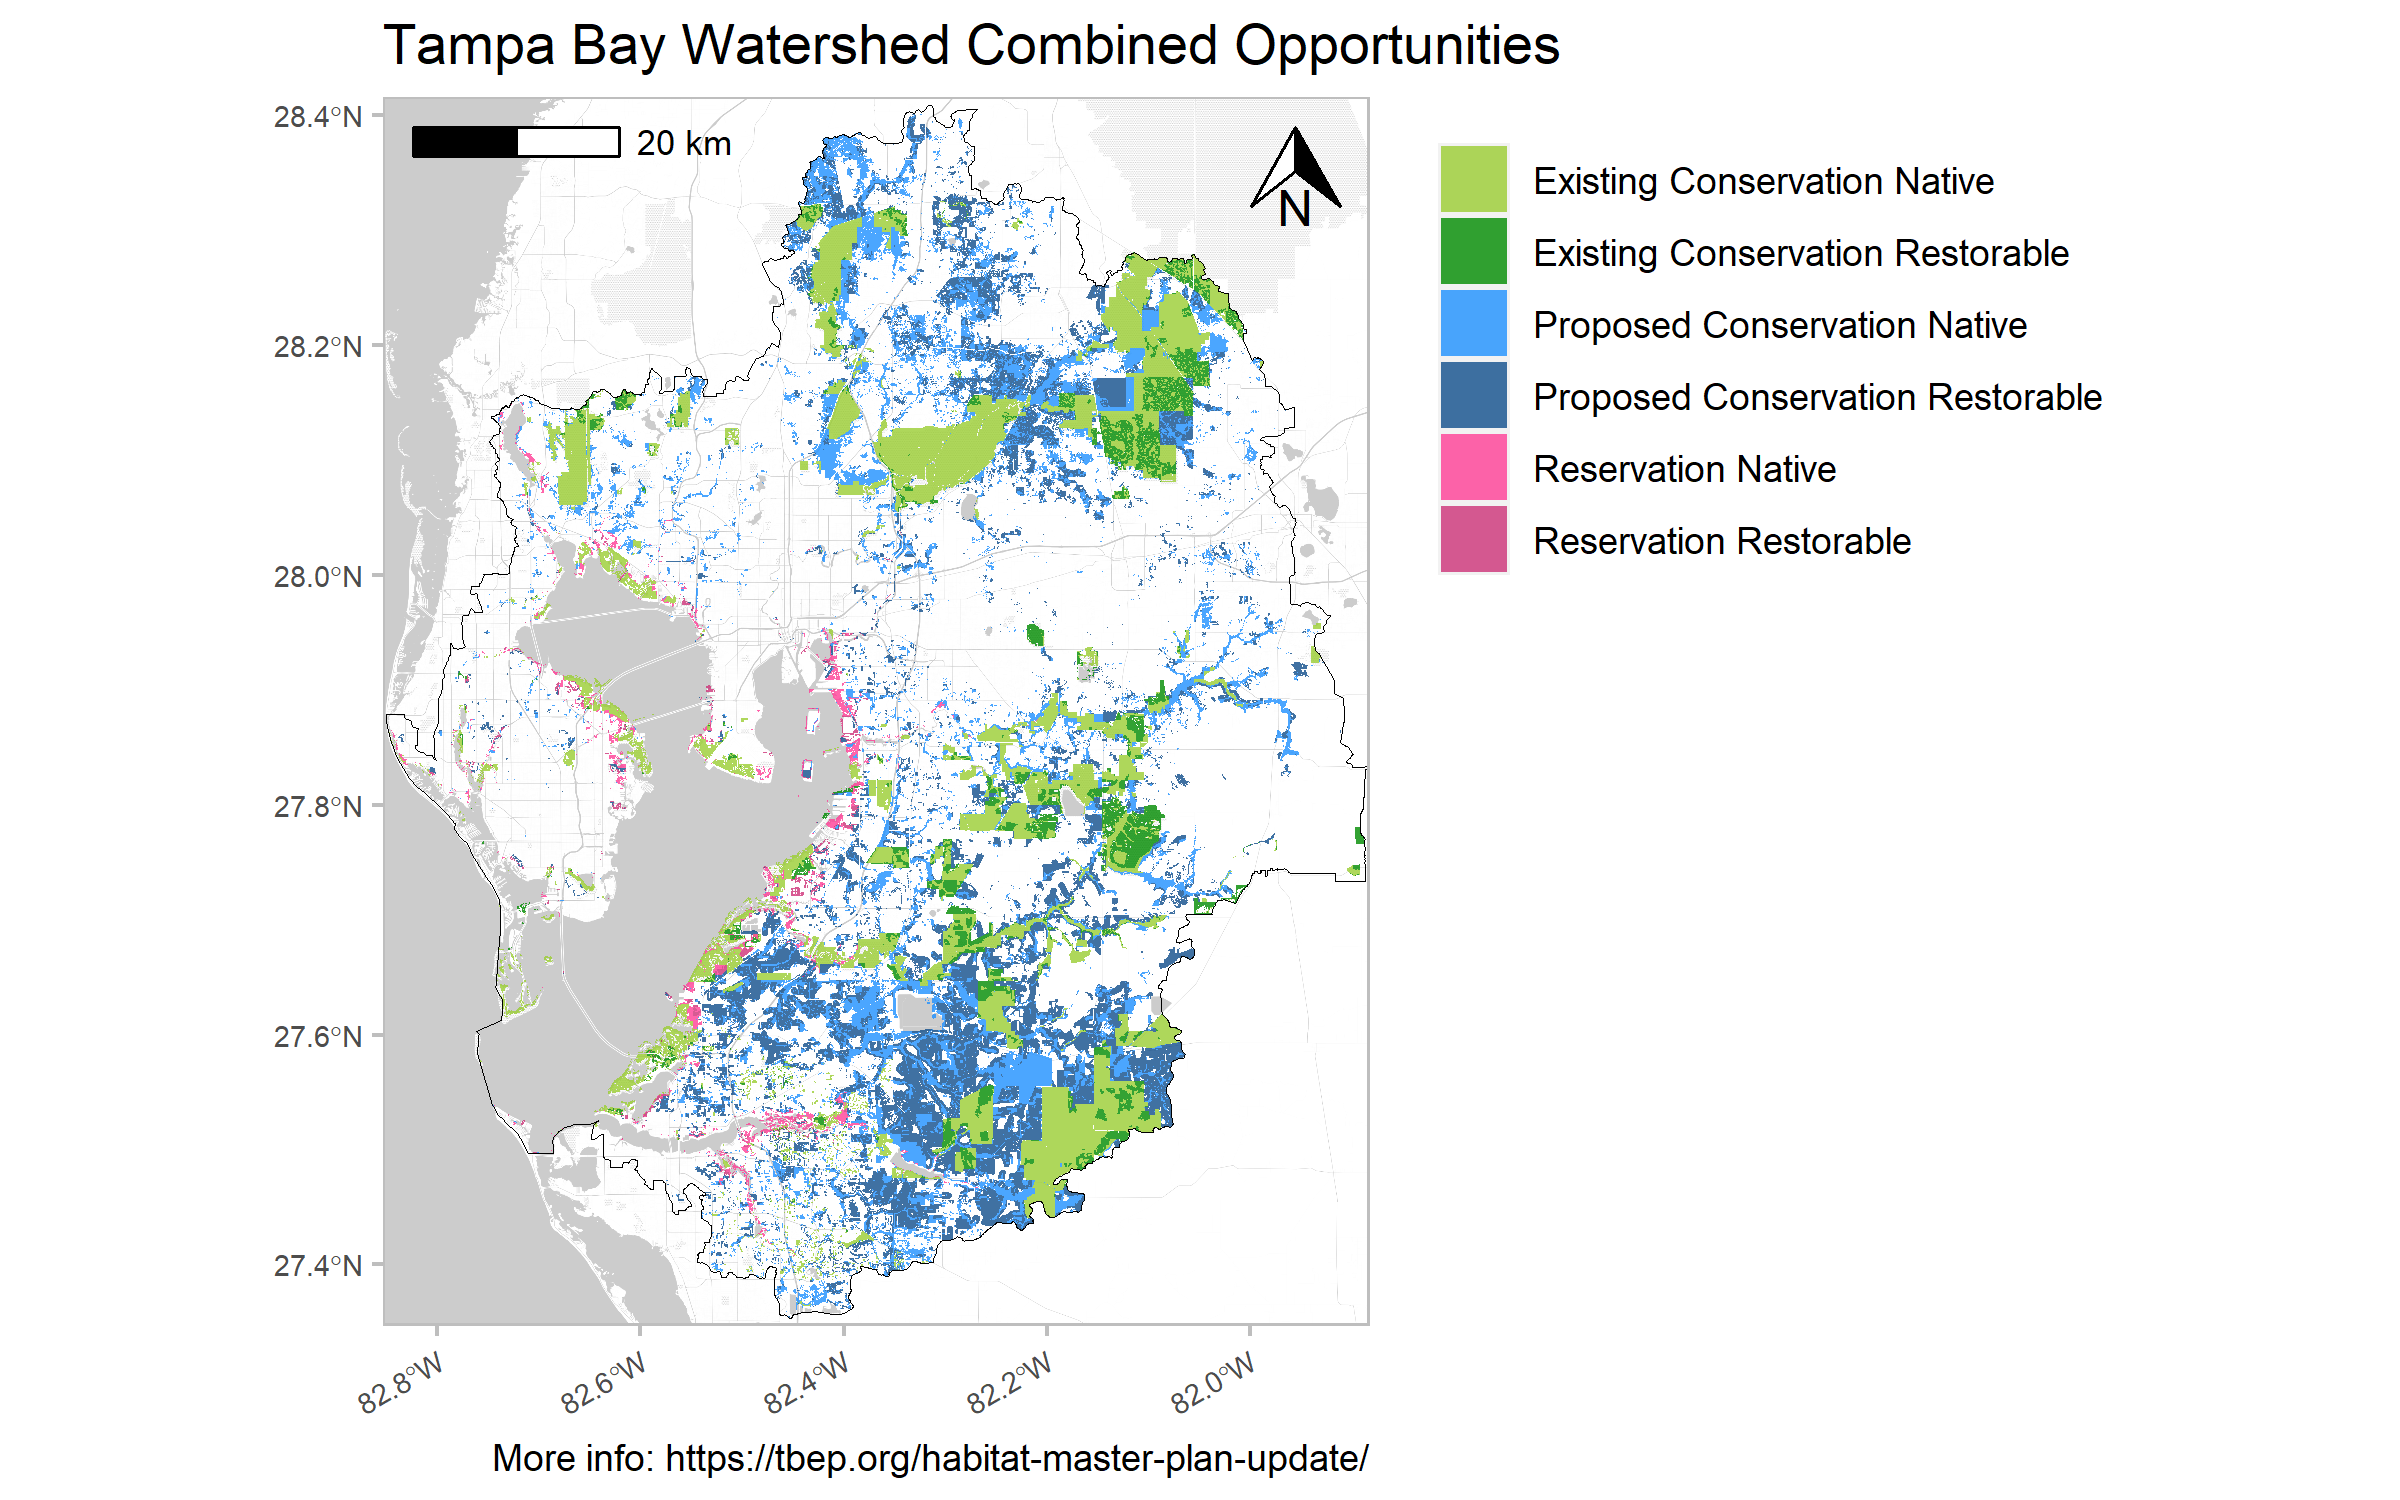 Tampa Bay Watershed Combined Opportunities
28.4°N
28.2°N
28.0°N
27.8°N
27.6°N
27.4°N
20 km
N
82.8°W
82.6°W
82.4°W
82.2°W
82.0°W
Existing Conservation Native
Existing Conservation Restorable
Proposed Conservation Native
Proposed Conservation Restorable
Reservation Native
Reservation Restorable
More info: https://tbep.org/habitat-master-plan-update/